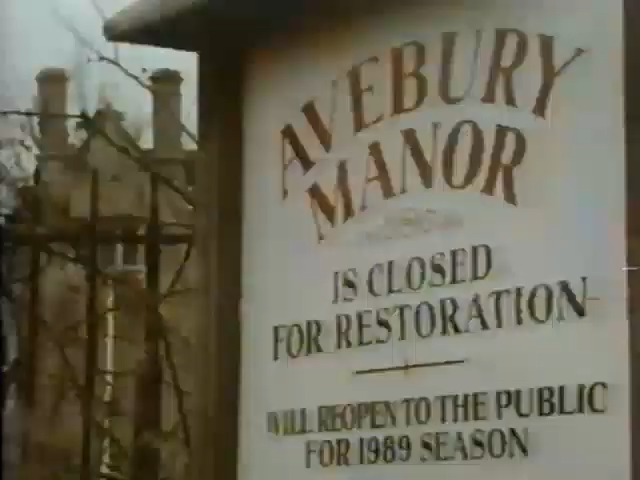 AVEBURY
MANOR
IS CLOSED
FOR RESTORATION
WILL REOPEN TO THE PUBLIC
FOR 1989 SEASON